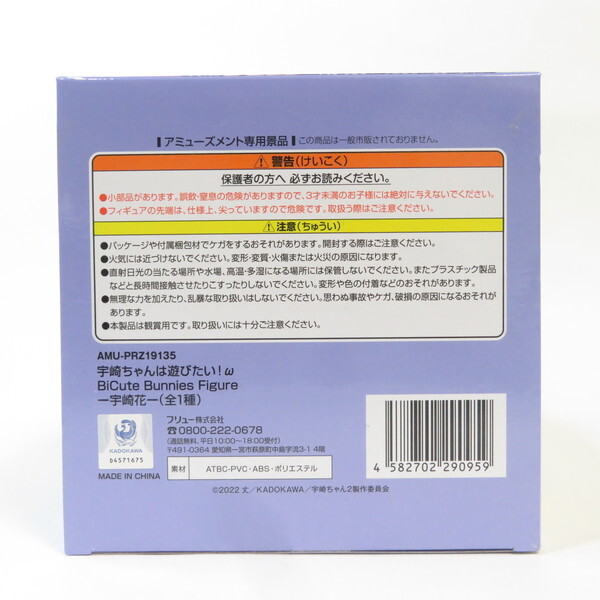 アミューズメント専用景品 この商品は一般市販されておりません。
⚠警告(けいこく)
保護者の方へ 必ずお読みください。
●小部品があります。誤飲・窒息の危険がありますので、3才未満のお子様には絶対に与えないでください。
●フィギュアの先端は、仕様上、尖っていますので危険です。取扱う際はご注意ください。
⚠注意(ちゅうい)
●パッケージや付属梱包材でケガをするおそれがあります。開封する際はご注意ください。
●火気には近づけないでください。変形・変質・火傷または火災の原因になります。
●直射日光の当たる場所や水場、高温・多湿になる場所には保管しないでください。またプラスチック製品
などと長時間接触させたりこすったりしないでください。変形や色の付着などのおそれがあります。
●無理な力を加えたり、乱暴な取り扱いはしないでください。思わぬ事故やケガ、破損の原因になるおそれが
あります。
●本製品は観賞用です。取り扱いには十分ご注意ください。
AMU-PRZ19135
宇崎ちゃんは遊びたい!ω
BiCute Bunnies Figure
ー宇崎花ー(全1種)
フリュー株式会社
☎0800-222-0678
(通話無料、平日10:00〜18:00受付)
〒491-0364 愛知県一宮市萩原町中島字流3-1 4階
KADOKAWA
D4571675
MADE IN CHINA
素材 ATBC-PVC・ABS・ポリエステル
4 582702 290959
©2022 丈/KADOKAWA/宇崎ちゃん2製作委員会